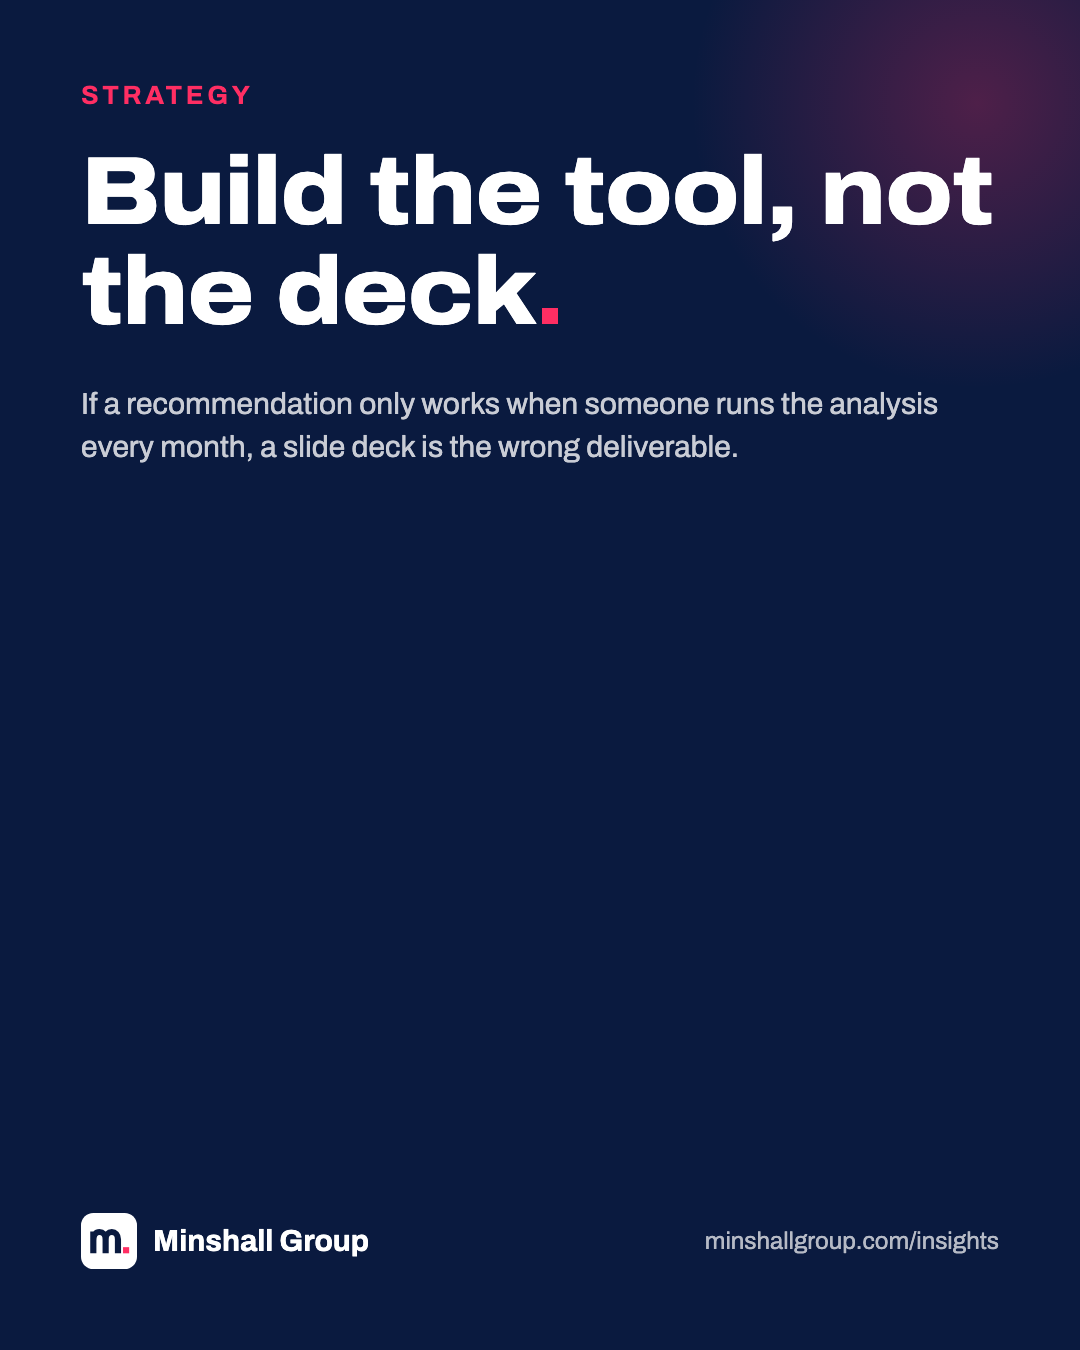 STRATEGY
Build the tool, not
the deck.
If a recommendation only works when someone runs the analysis
every month, a slide deck is the wrong deliverable.
m. Minshall Group
minshallgroup.com/insights